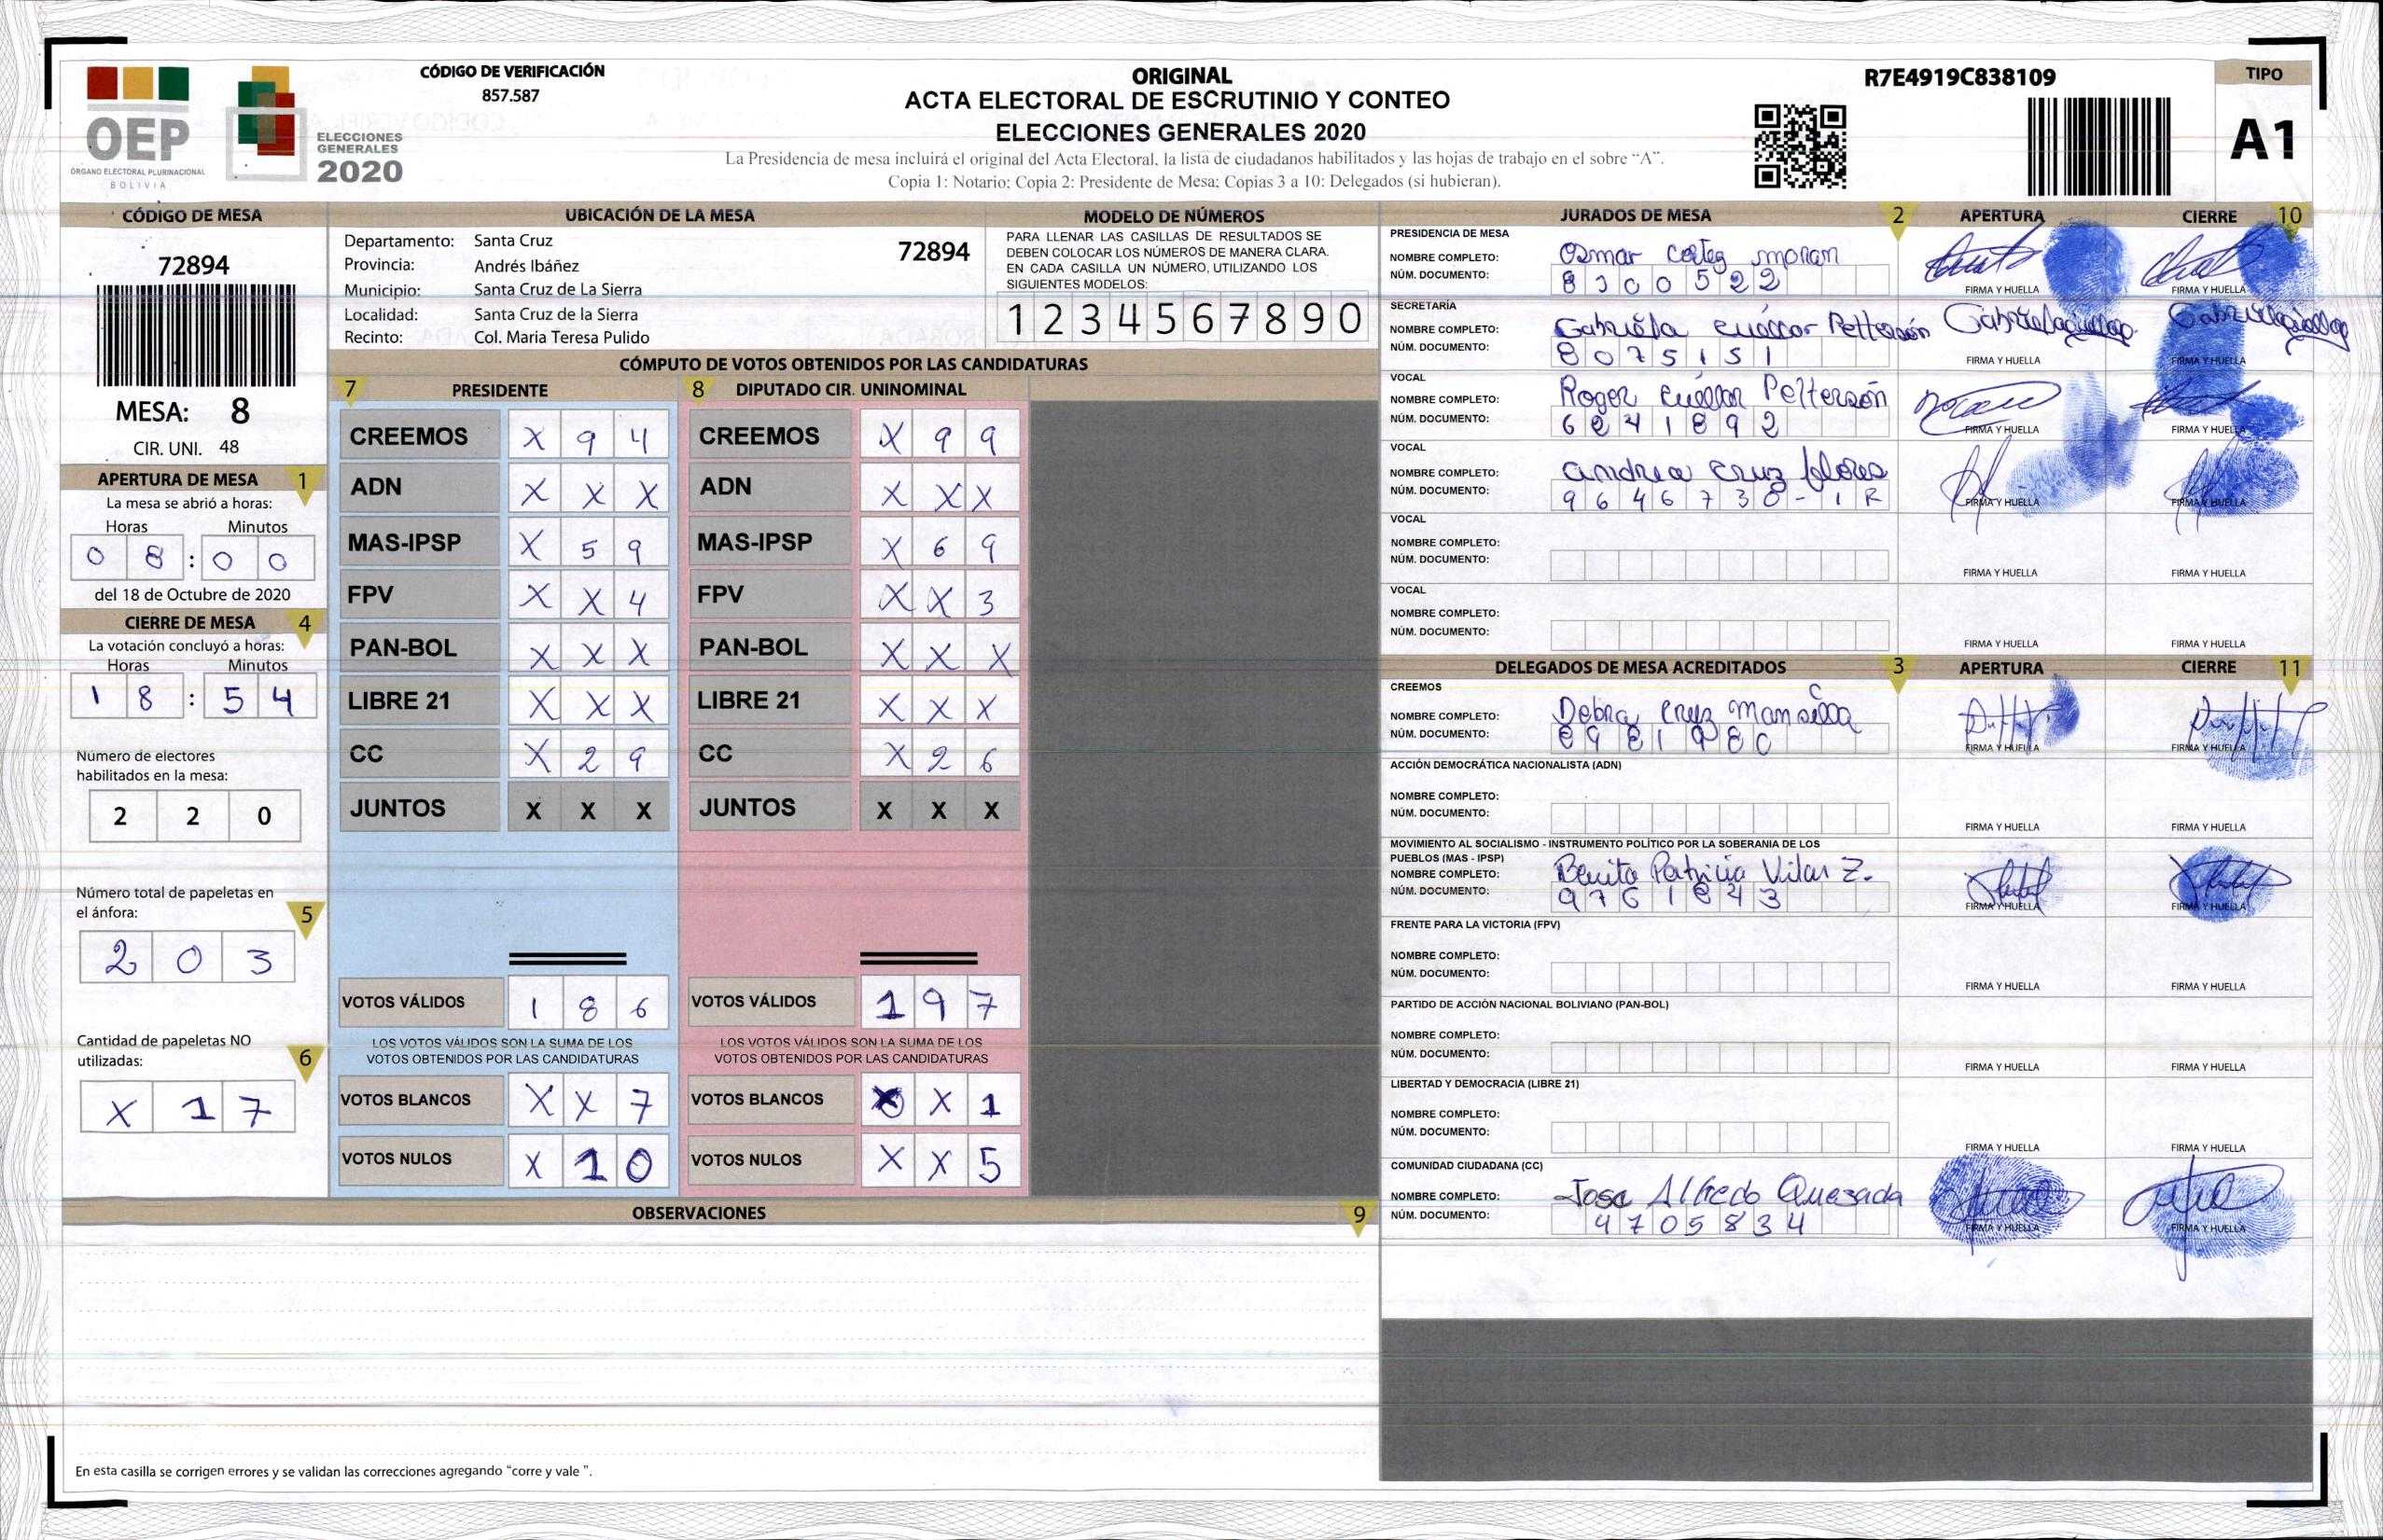 OEP
ÓRGANO ELECTORAL PLURINACIONAL
BOLIVIA
ELECCIONES
GENERALES
2020
CÓDIGO DE VERIFICACIÓN
857.587
ORIGINAL
ACTA ELECTORAL DE ESCRUTINIO Y CONTEO
ELECCIONES GENERALES 2020
La Presidencia de mesa incluirá el original del Acta Electoral, la lista de ciudadanos habilitados y las hojas de trabajo en el sobre “A”.
Copia 1: Notario; Copia 2: Presidente de Mesa; Copias 3 a 10: Delegados (si hubieran).
R7E4919C838109
TIPO
A1
CÓDIGO DE MESA
72894
MESA: 8
CIR. UNI. 48
APERTURA DE MESA 1
La mesa se abrió a horas:
Horas Minutos
0 8 : 0 0
del 18 de Octubre de 2020
CIERRE DE MESA 4
La votación concluyó a horas:
Horas Minutos
1 8 : 5 4
Número de electores
habilitados en la mesa:
2 2 0
Número total de papeletas en
el ánfora: 5
2 0 3
Cantidad de papeletas NO
utilizadas: 6
X 1 7
UBICACIÓN DE LA MESA
Departamento: Santa Cruz 72894
Provincia: Andrés Ibáñez
Municipio: Santa Cruz de La Sierra
Localidad: Santa Cruz de la Sierra
Recinto: Col. Maria Teresa Pulido
MODELO DE NÚMEROS
PARA LLENAR LAS CASILLAS DE RESULTADOS SE
DEBEN COLOCAR LOS NÚMEROS DE MANERA CLARA.
EN CADA CASILLA UN NÚMERO, UTILIZANDO LOS
SIGUIENTES MODELOS:
1 2 3 4 5 6 7 8 9 0
CÓMPUTO DE VOTOS OBTENIDOS POR LAS CANDIDATURAS
7 PRESIDENTE
CREEMOS X 9 4
ADN X X X
MAS-IPSP X 5 9
FPV X X 4
PAN-BOL X X X
LIBRE 21 X X X
CC X 2 9
JUNTOS X X X
VOTOS VÁLIDOS 1 8 6
LOS VOTOS VÁLIDOS SON LA SUMA DE LOS
VOTOS OBTENIDOS POR LAS CANDIDATURAS
VOTOS BLANCOS X X 7
VOTOS NULOS X 1 0
8 DIPUTADO CIR. UNINOMINAL
CREEMOS X 9 9
ADN X X X
MAS-IPSP X 6 9
FPV X X 3
PAN-BOL X X X
LIBRE 21 X X X
CC X 2 6
JUNTOS X X X
VOTOS VÁLIDOS 1 9 7
LOS VOTOS VÁLIDOS SON LA SUMA DE LOS
VOTOS OBTENIDOS POR LAS CANDIDATURAS
VOTOS BLANCOS X X 1
VOTOS NULOS X X 5
OBSERVACIONES 9
En esta casilla se corrigen errores y se validan las correcciones agregando “corre y vale ”.
JURADOS DE MESA 2 APERTURA CIERRE 10
PRESIDENCIA DE MESA
NOMBRE COMPLETO: Osmar Cortez moran
NÚM. DOCUMENTO: 8 3 0 0 5 2 2
FIRMA Y HUELLA FIRMA Y HUELLA
SECRETARÍA
NOMBRE COMPLETO: Gabriela Cuéllar Petterson
NÚM. DOCUMENTO: 8 0 7 5 1 5 1
FIRMA Y HUELLA FIRMA Y HUELLA
VOCAL
NOMBRE COMPLETO: Roger Cuéllar Petterson
NÚM. DOCUMENTO: 6 2 4 1 8 9 2
FIRMA Y HUELLA FIRMA Y HUELLA
VOCAL
NOMBRE COMPLETO: Andrea Cruz flores
NÚM. DOCUMENTO: 9 6 4 6 7 3 0 - 1 R
FIRMA Y HUELLA FIRMA Y HUELLA
VOCAL
NOMBRE COMPLETO:
NÚM. DOCUMENTO:
FIRMA Y HUELLA FIRMA Y HUELLA
VOCAL
NOMBRE COMPLETO:
NÚM. DOCUMENTO:
FIRMA Y HUELLA FIRMA Y HUELLA
DELEGADOS DE MESA ACREDITADOS 3 APERTURA CIERRE 11
CREEMOS
NOMBRE COMPLETO: Debra Cruz Mansilla
NÚM. DOCUMENTO: 8 9 8 1 9 8 0
FIRMA Y HUELLA FIRMA Y HUELLA
ACCIÓN DEMOCRÁTICA NACIONALISTA (ADN)
NOMBRE COMPLETO:
NÚM. DOCUMENTO:
FIRMA Y HUELLA FIRMA Y HUELLA
MOVIMIENTO AL SOCIALISMO - INSTRUMENTO POLÍTICO POR LA SOBERANIA DE LOS
PUEBLOS (MAS - IPSP)
NOMBRE COMPLETO: Benita Patricia Vilar Z.
NÚM. DOCUMENTO: 9 7 6 1 8 4 3
FIRMA Y HUELLA FIRMA Y HUELLA
FRENTE PARA LA VICTORIA (FPV)
NOMBRE COMPLETO:
NÚM. DOCUMENTO:
FIRMA Y HUELLA FIRMA Y HUELLA
PARTIDO DE ACCIÓN NACIONAL BOLIVIANO (PAN-BOL)
NOMBRE COMPLETO:
NÚM. DOCUMENTO:
FIRMA Y HUELLA FIRMA Y HUELLA
LIBERTAD Y DEMOCRACIA (LIBRE 21)
NOMBRE COMPLETO:
NÚM. DOCUMENTO:
FIRMA Y HUELLA FIRMA Y HUELLA
COMUNIDAD CIUDADANA (CC)
NOMBRE COMPLETO: Jose Alfredo Quezada
NÚM. DOCUMENTO: 4 7 0 5 8 3 4
FIRMA Y HUELLA FIRMA Y HUELLA